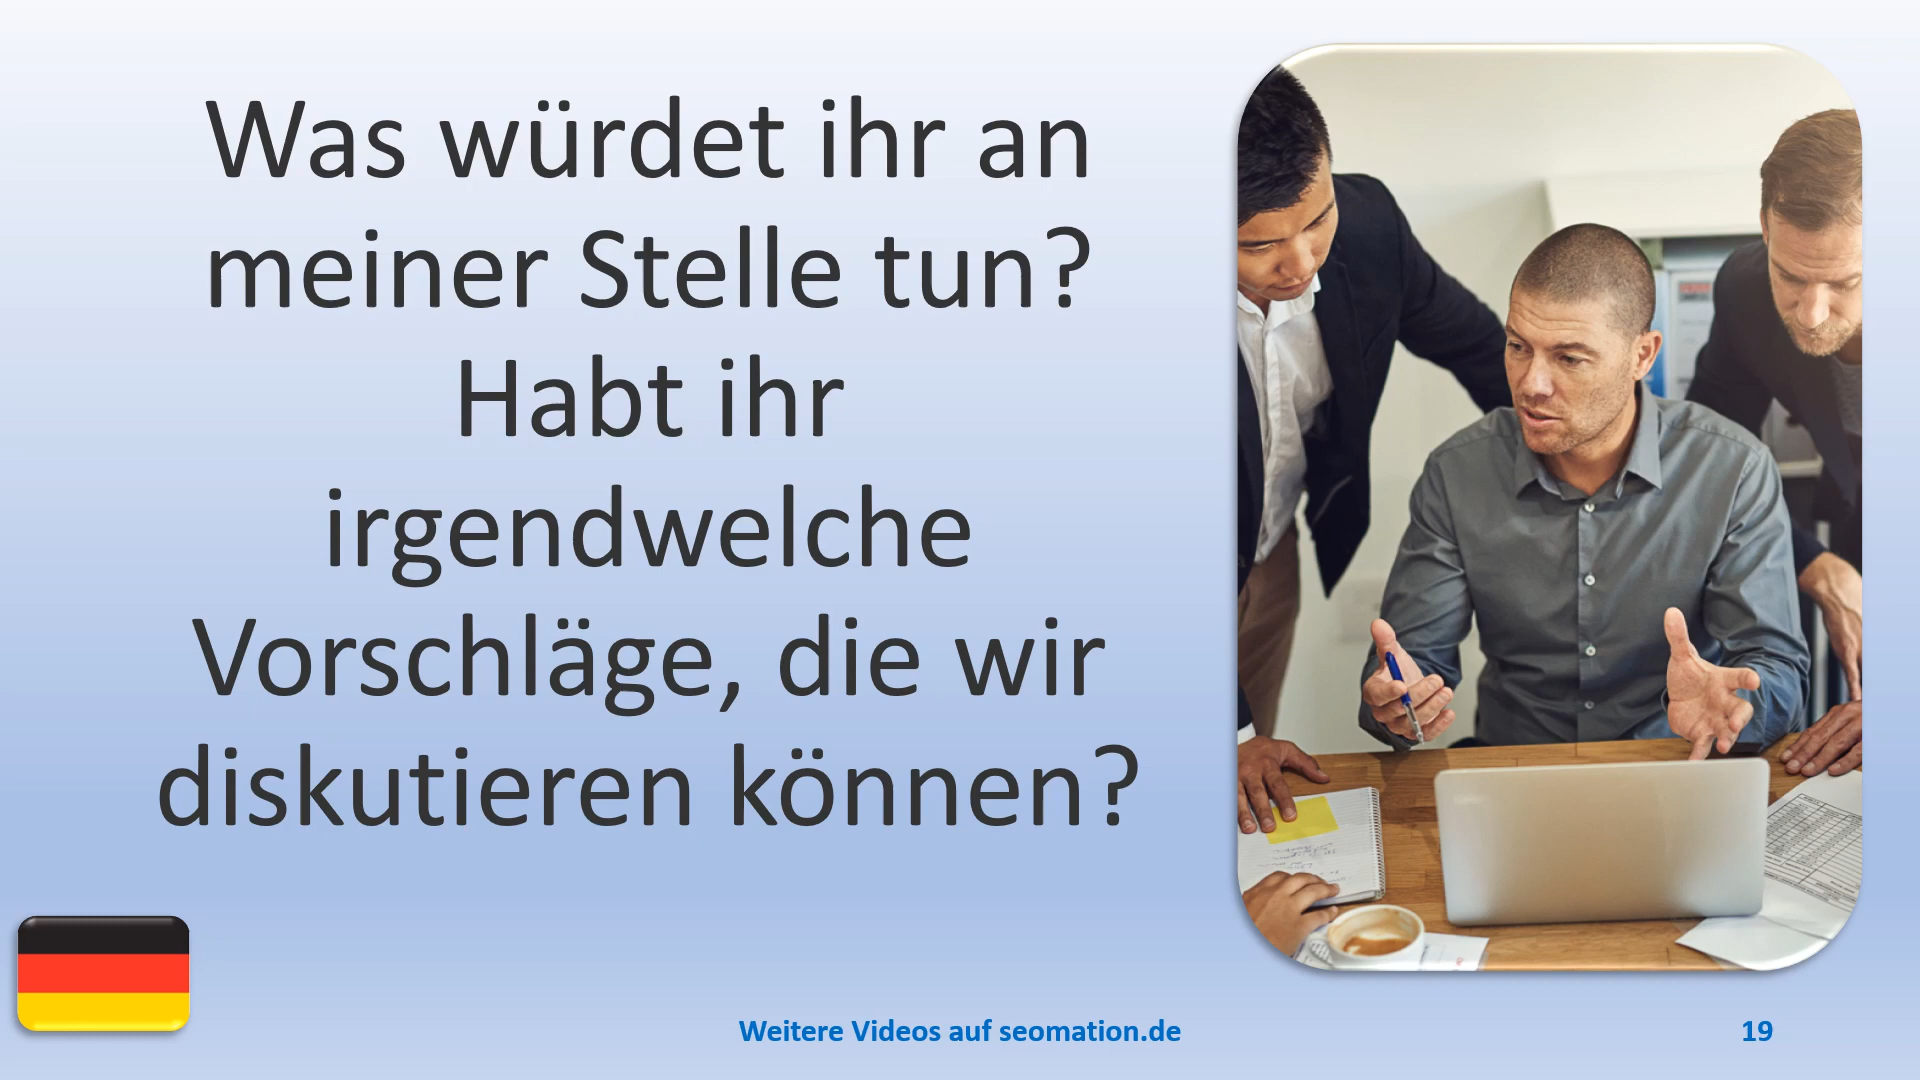 Was würdet ihr an
meiner Stelle tun?
Habt ihr
irgendwelche
Vorschläge, die wir
diskutieren können?
Weitere Videos auf seomation.de
19